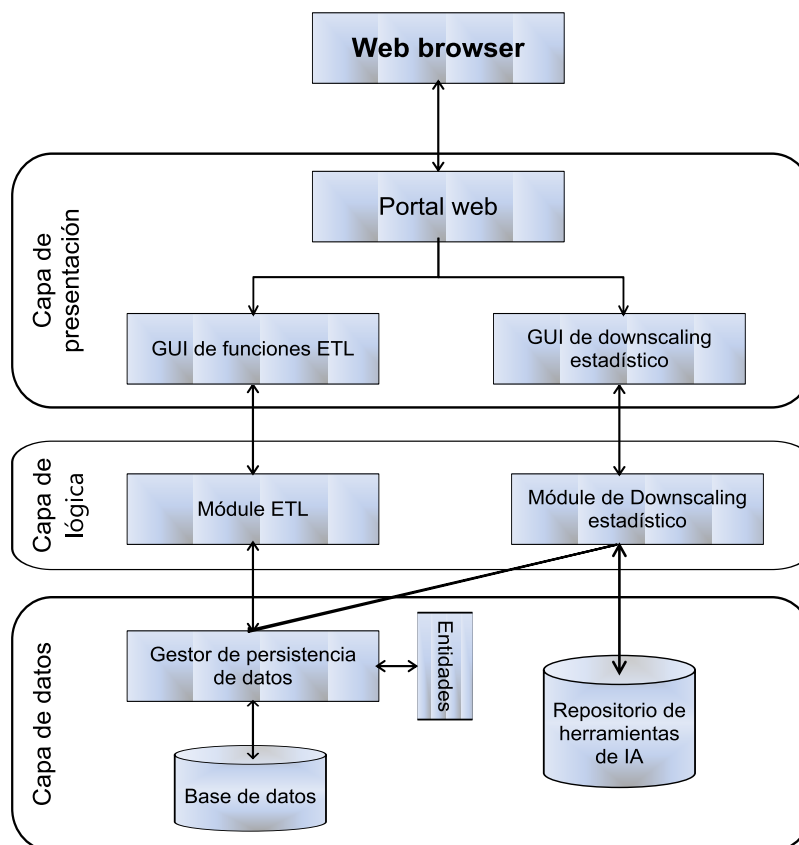 Web browser
Capa de
presentación
Portal web
GUI de funciones ETL
GUI de downscaling
estadístico
Capa de
lógica
Módule ETL
Módule de Downscaling
estadístico
Capa de datos
Gestor de persistencia
de datos
Entidades
Repositorio de
herramientas
de IA
Base de datos